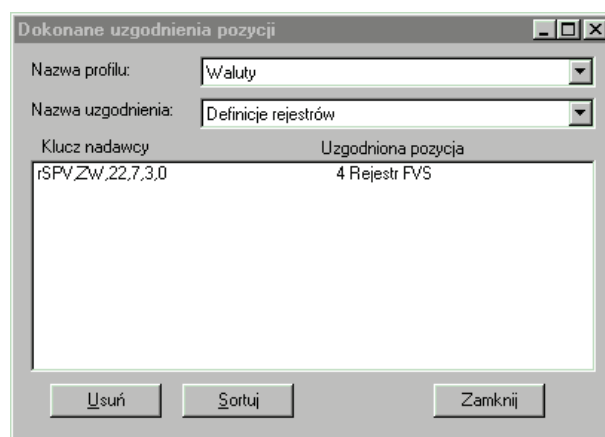 Dokonane uzgodnienia pozycji
Nazwa profilu: Waluty
Nazwa uzgodnienia: Definicje rejestrów
Klucz nadawcy Uzgodniona pozycja
rSPV,ZW,22,7,3,0 4 Rejestr FVS
Usuń Sortuj Zamknij